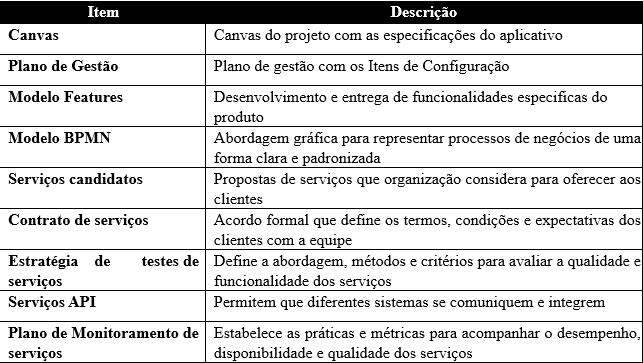 Item Descrição
Canvas Canvas do projeto com as especificações do aplicativo
Plano de Gestão Plano de gestão com os Itens de Configuração
Modelo Features Desenvolvimento e entrega de funcionalidades especificas do
produto
Modelo BPMN Abordagem gráfica para representar processos de negócios de uma
forma clara e padronizada
Serviços candidatos Propostas de serviços que organização considera para oferecer aos
clientes
Contrato de serviços Acordo formal que define os termos, condições e expectativas dos
clientes com a equipe
Estratégia de testes de Define a abordagem, métodos e critérios para avaliar a qualidade e
serviços funcionalidade dos serviços
Serviços API Permitem que diferentes sistemas se comuniquem e integrem
Plano de Monitoramento de Estabelece as práticas e métricas para acompanhar o desempenho,
serviços disponibilidade e qualidade dos serviços